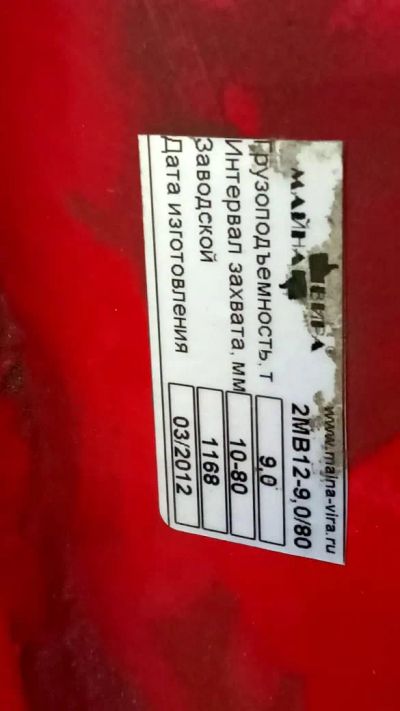 МАЙНА ВИРА
www.maina-vira.ru
2МВ12-9,0/80
Грузоподъемность, т 9,0
Интервал захвата, мм 10-80
Заводской 1168
Дата изготовления 03/2012